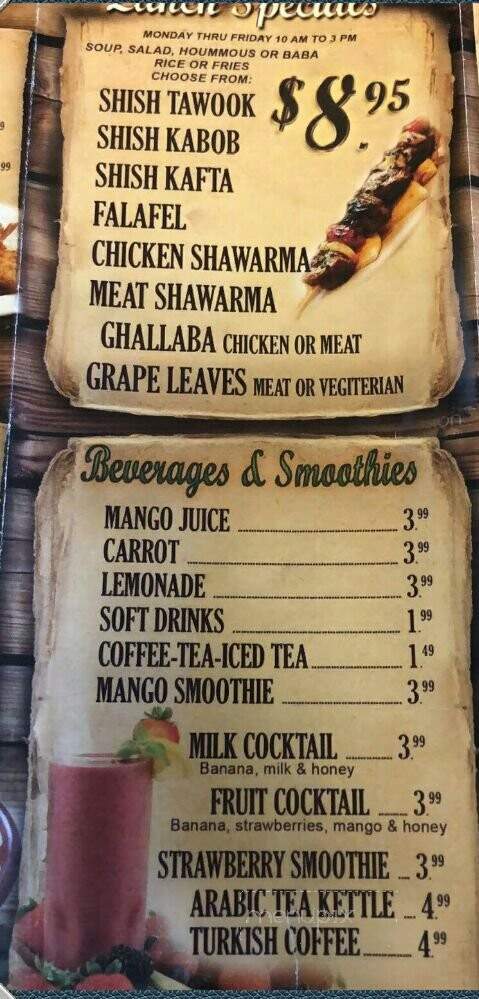 Lunch Specials
MONDAY THRU FRIDAY 10 AM TO 3 PM
SOUP, SALAD, HOUMMOUS OR BABA
RICE OR FRIES
CHOOSE FROM:
$8.95
SHISH TAWOOK
SHISH KABOB
SHISH KAFTA
FALAFEL
CHICKEN SHAWARMA
MEAT SHAWARMA
GHALLABA CHICKEN OR MEAT
GRAPE LEAVES MEAT OR VEGITERIAN
Beverages & Smoothies
MANGO JUICE 3.99
CARROT 3.99
LEMONADE 3.99
SOFT DRINKS 1.99
COFFEE-TEA-ICED TEA 1.49
MANGO SMOOTHIE 3.99
MILK COCKTAIL 3.99
Banana, milk & honey
FRUIT COCKTAIL 3.99
Banana, strawberries, mango & honey
STRAWBERRY SMOOTHIE 3.99
ARABIC TEA KETTLE 4.99
menupix
TURKISH COFFEE 4.99